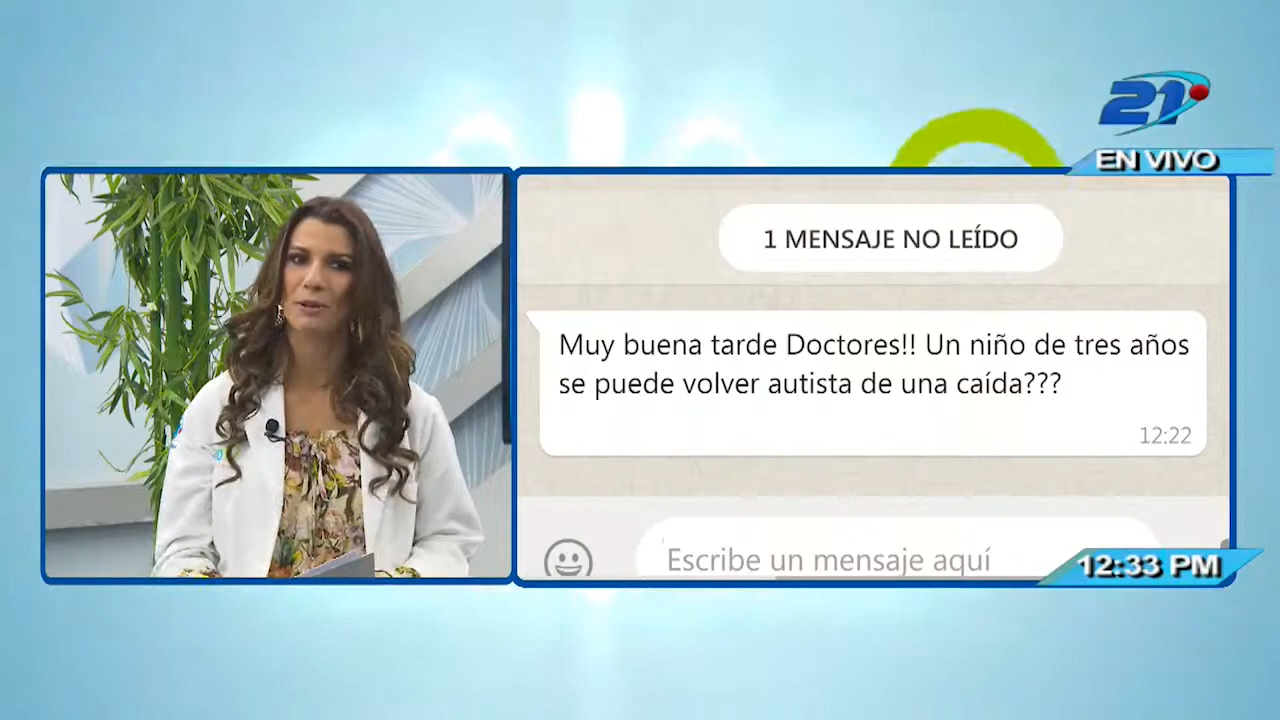 21
EN VIVO
1 MENSAJE NO LEÍDO
Muy buena tarde Doctores!! Un niño de tres años
se puede volver autista de una caída???
12:22
Escribe un mensaje aquí
12:33 PM